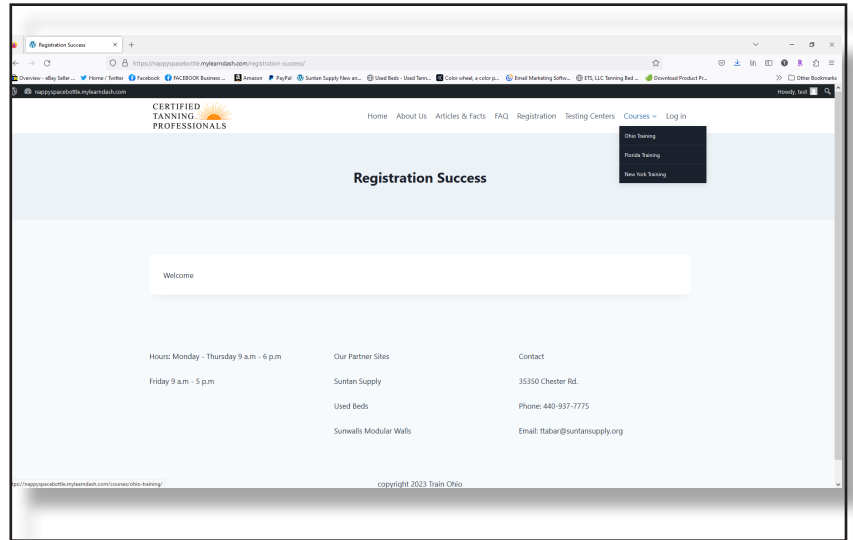 Registration Success
https://nappyspacebottle.mylearndash.com/registration-success/
Overview - eBay Seller ... Home / Twitter Facebook FACEBOOK Business ... Amazon PayPal Suntan Supply New an... Used Beds - Used Tann... Color wheel, a color p... Email Marketing Softw... ETS, LLC Tanning Bed ... Download Product Pr... Other Bookmarks
nappyspacebottle.mylearndash.com Howdy, test
CERTIFIED
TANNING
PROFESSIONALS
Home About Us Articles & Facts FAQ Registration Testing Centers Courses Log in
Ohio Training
Florida Training
New York Training
Registration Success
Welcome
Hours: Monday - Thursday 9 a.m - 6 p.m Our Partner Sites Contact
Friday 9 a.m - 5 p.m Suntan Supply 35350 Chester Rd.
Used Beds Phone: 440-937-7775
Sunwalls Modular Walls Email: ttabar@suntansupply.org
tps://nappyspacebottle.mylearndash.com/courses/ohio-training/ copyright 2023 Train Ohio